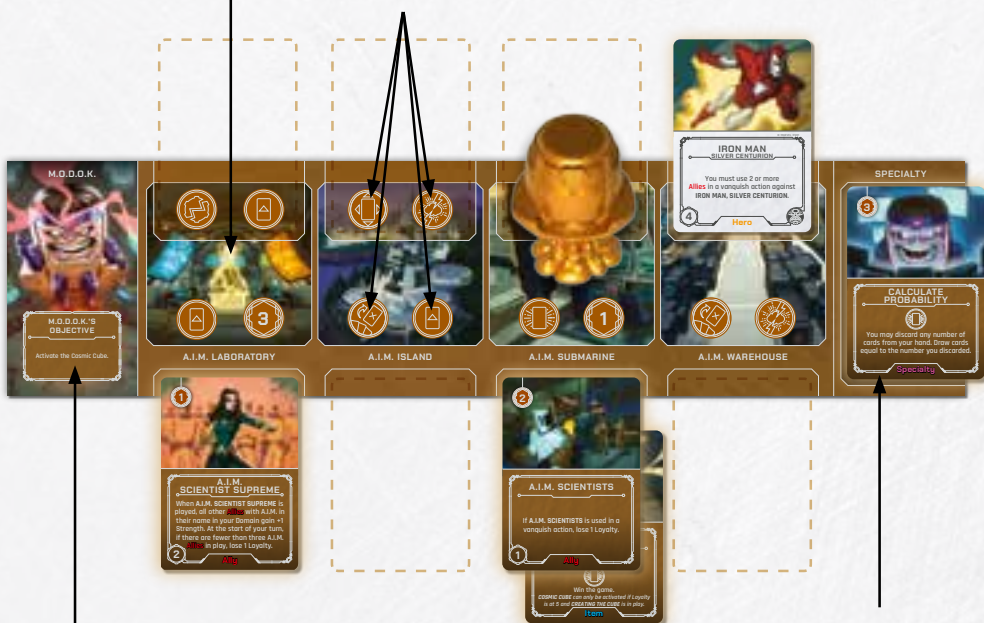 IRON MAN
SILVER CENTURION
You must use 2 or more
Allies in a vanquish action against
IRON MAN, SILVER CENTURION.
4
Hero
M.O.D.O.K.
M.O.D.O.K.'S
OBJECTIVE
Activate the Cosmic Cube.
3
A.I.M. LABORATORY
A.I.M. ISLAND
1
A.I.M. SUBMARINE
A.I.M. WAREHOUSE
SPECIALTY
3
CALCULATE
PROBABILITY
You may discard any number of
cards from your hand. Draw cards
equal to the number you discarded.
Specialty
1
A.I.M.
SCIENTIST SUPREME
When A.I.M. SCIENTIST SUPREME is
played, all other Allies with A.I.M. in
their name in your Domain gain +1
Strength. At the start of your turn,
if there are fewer than three A.I.M.
Allies in play, lose 1 Loyalty.
2
Ally
2
A.I.M. SCIENTISTS
If A.I.M. SCIENTISTS is used in a
vanquish action, lose 1 Loyalty.
1
Ally
Win the game.
COSMIC CUBE can only be activated if Loyalty
is at 5 and CREATING THE CUBE is in play.
Item